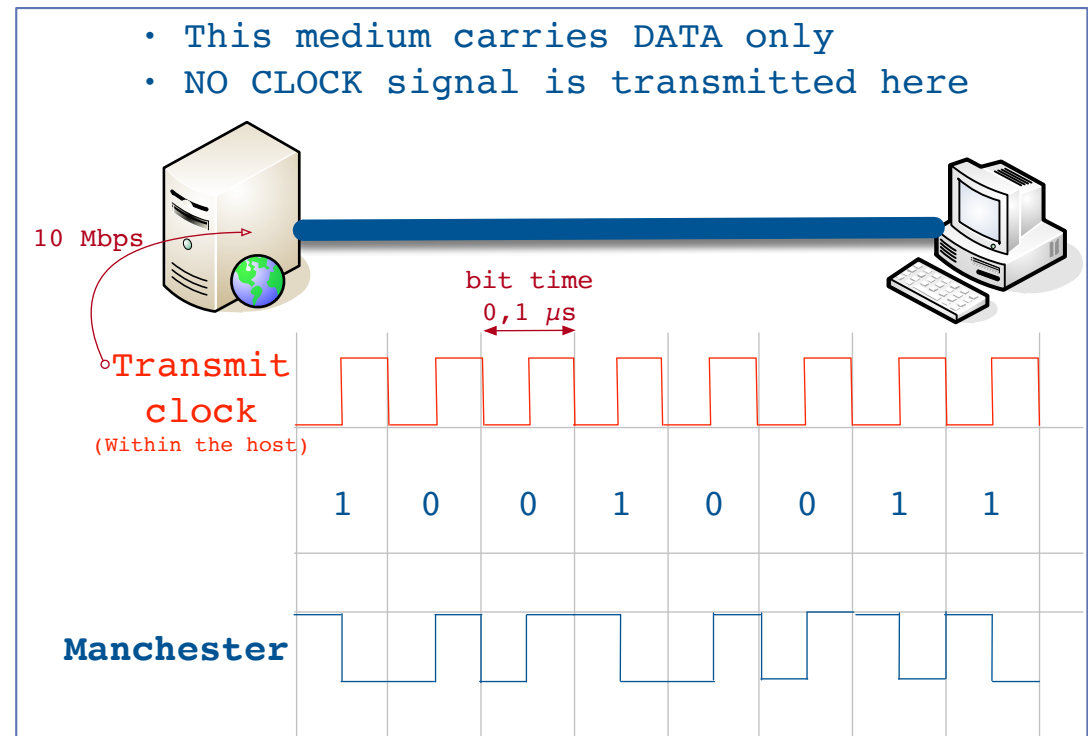 • This medium carries DATA only
• NO CLOCK signal is transmitted here
10 Mbps
bit time
0,1 µs
Transmit
clock
(Within the host)
1 0 0 1 0 0 1 1
Manchester